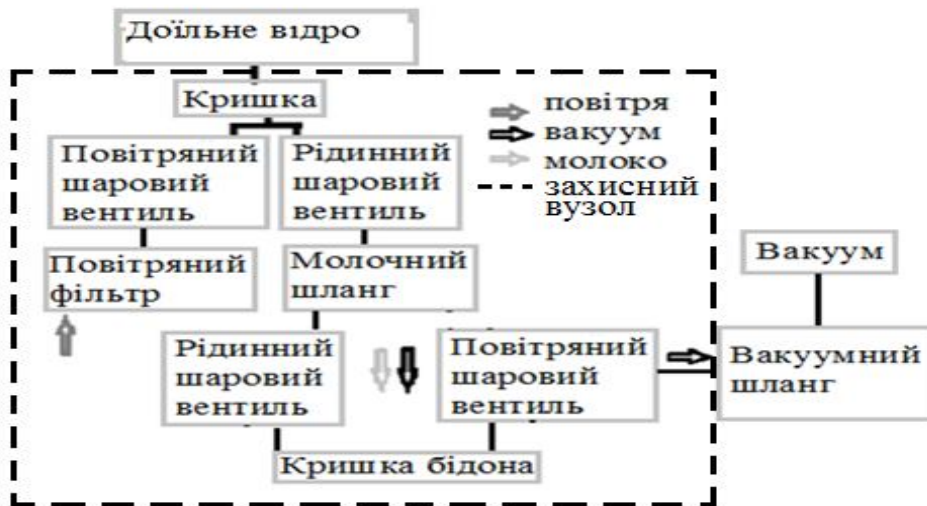 Доїльне відро
Кришка
повітря
вакуум
молоко
захисний
вузол
Повітряний
шаровий
вентиль
Рідинний
шаровий
вентиль
Повітряний
фільтр
Молочний
шланг
Вакуум
Рідинний
шаровий
вентиль
Повітряний
шаровий
вентиль
Вакуумний
шланг
Кришка бідона